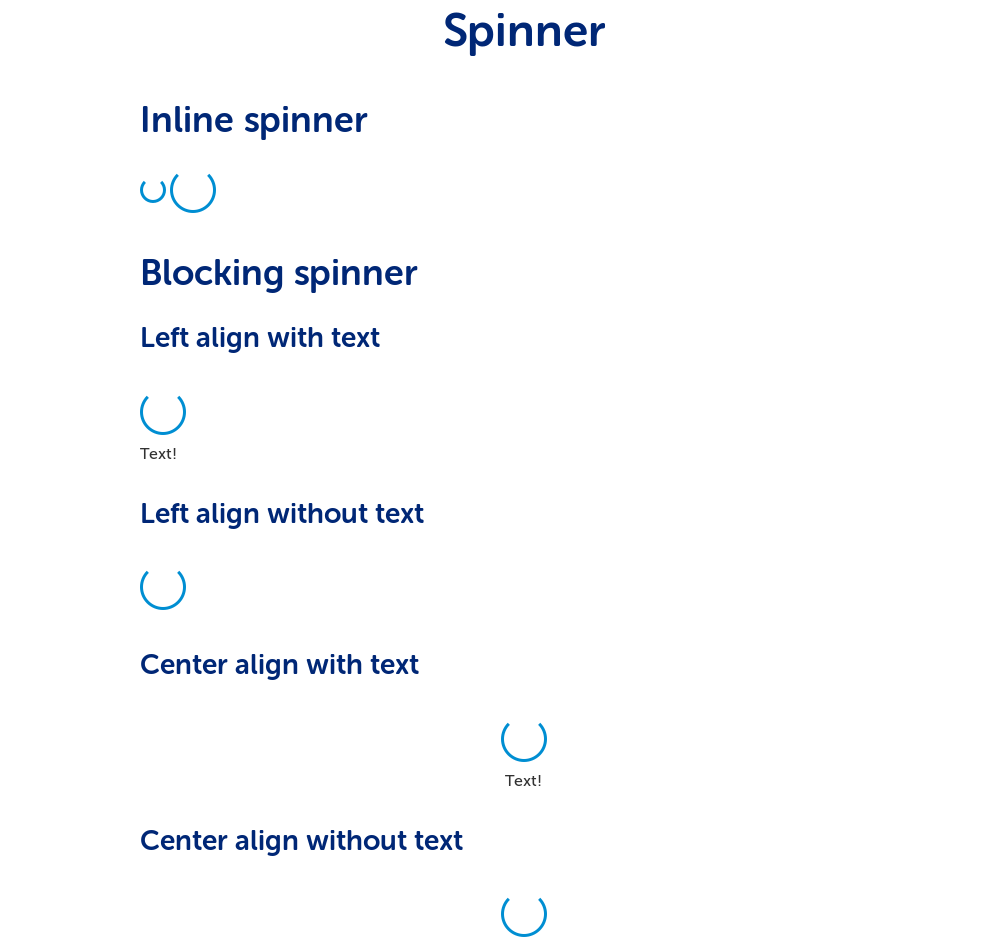 Spinner
Inline spinner
Blocking spinner
Left align with text
Text!
Left align without text
Center align with text
Text!
Center align without text